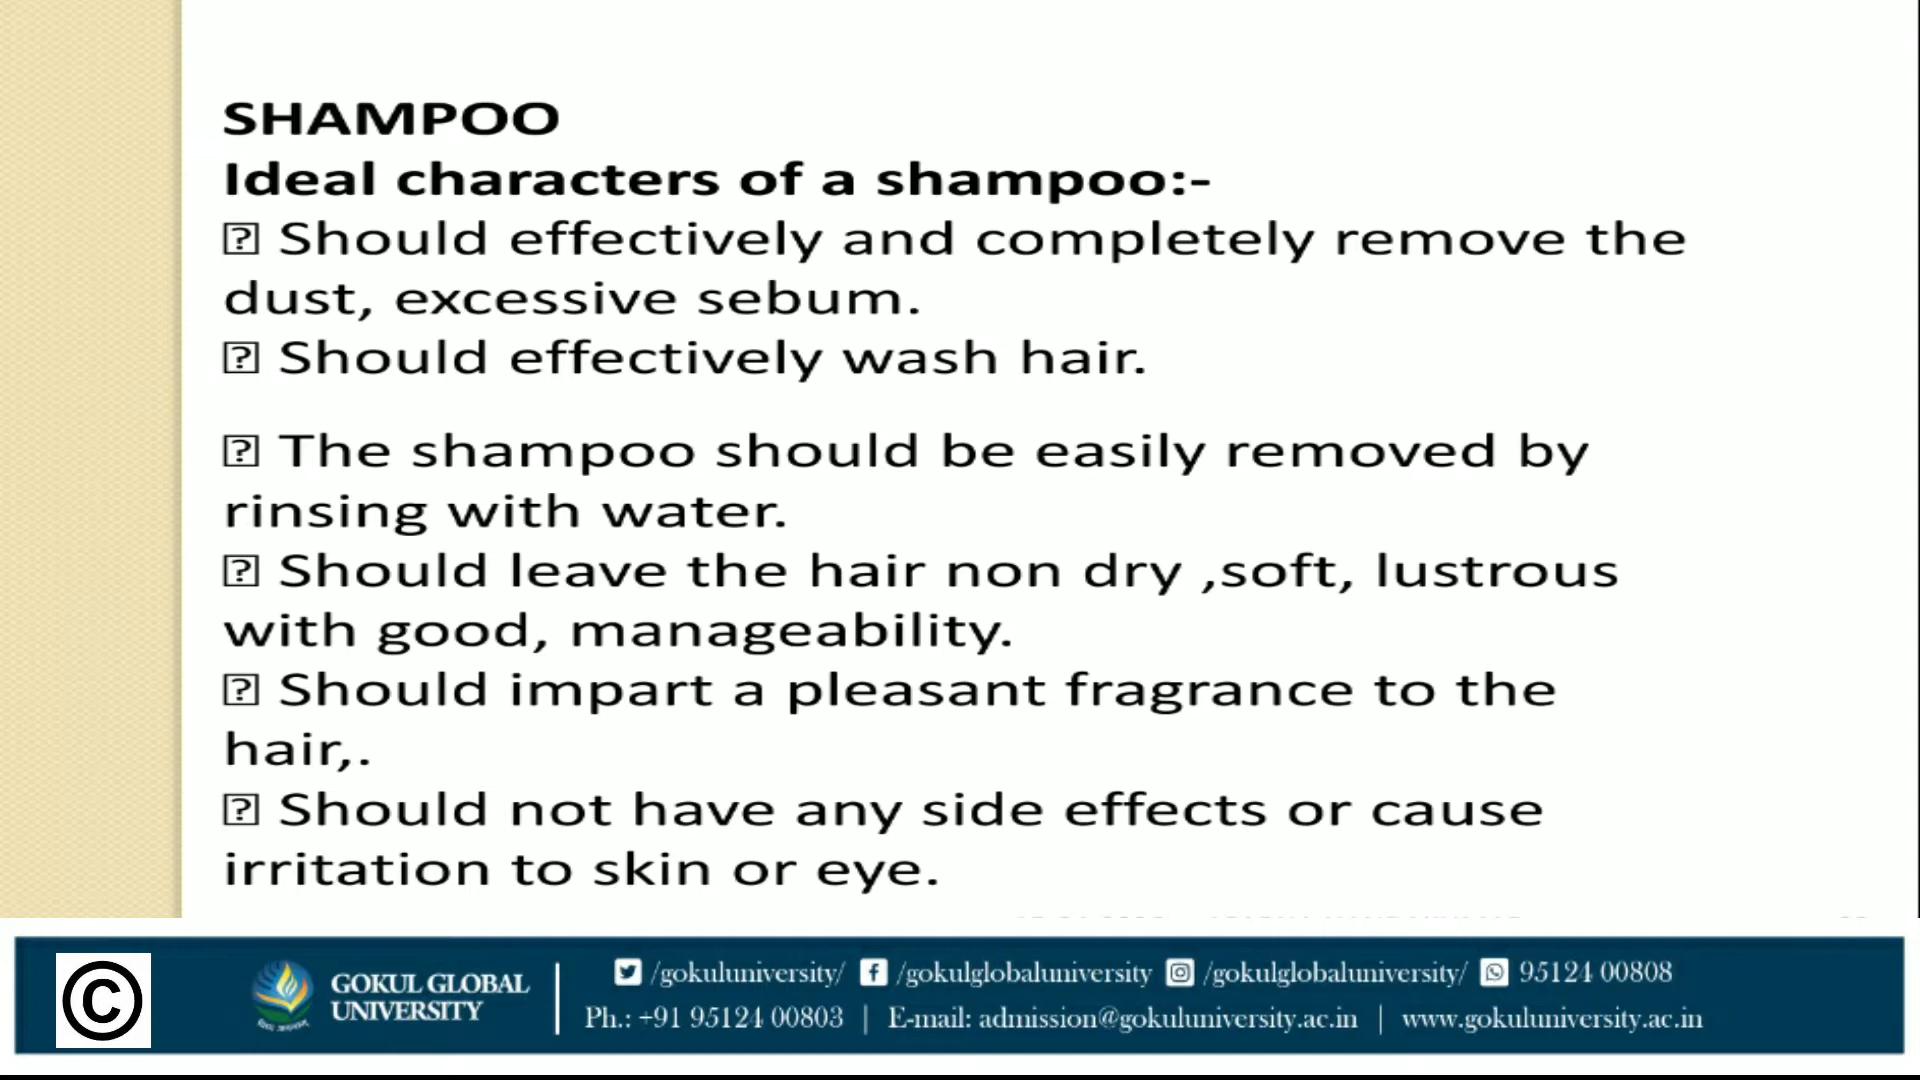 SHAMPOO
Ideal characters of a shampoo:-
⍰ Should effectively and completely remove the
dust, excessive sebum.
⍰ Should effectively wash hair.
⍰ The shampoo should be easily removed by
rinsing with water.
⍰ Should leave the hair non dry ,soft, lustrous
with good, manageability.
⍰ Should impart a pleasant fragrance to the
hair,.
⍰ Should not have any side effects or cause
irritation to skin or eye.
©
GOKUL GLOBAL
UNIVERSITY
/gokuluniversity/ /gokulglobaluniversity /gokulglobaluniversity/ 95124 00808
Ph.: +91 95124 00803 | E-mail: admission@gokuluniversity.ac.in | www.gokuluniversity.ac.in